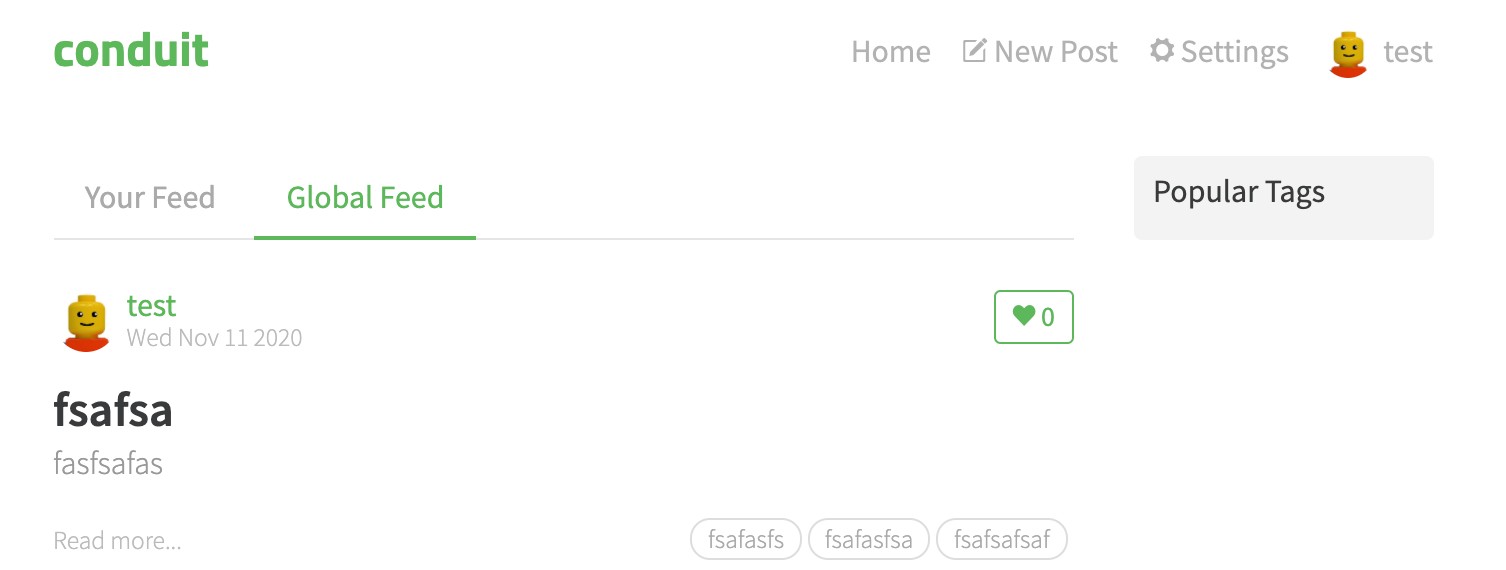 conduit
Home New Post Settings test
Your Feed Global Feed
Popular Tags
test
Wed Nov 11 2020
0
fsafsa
fasfsafas
Read more...
fsafasfs fsafasfsa fsafsafsaf